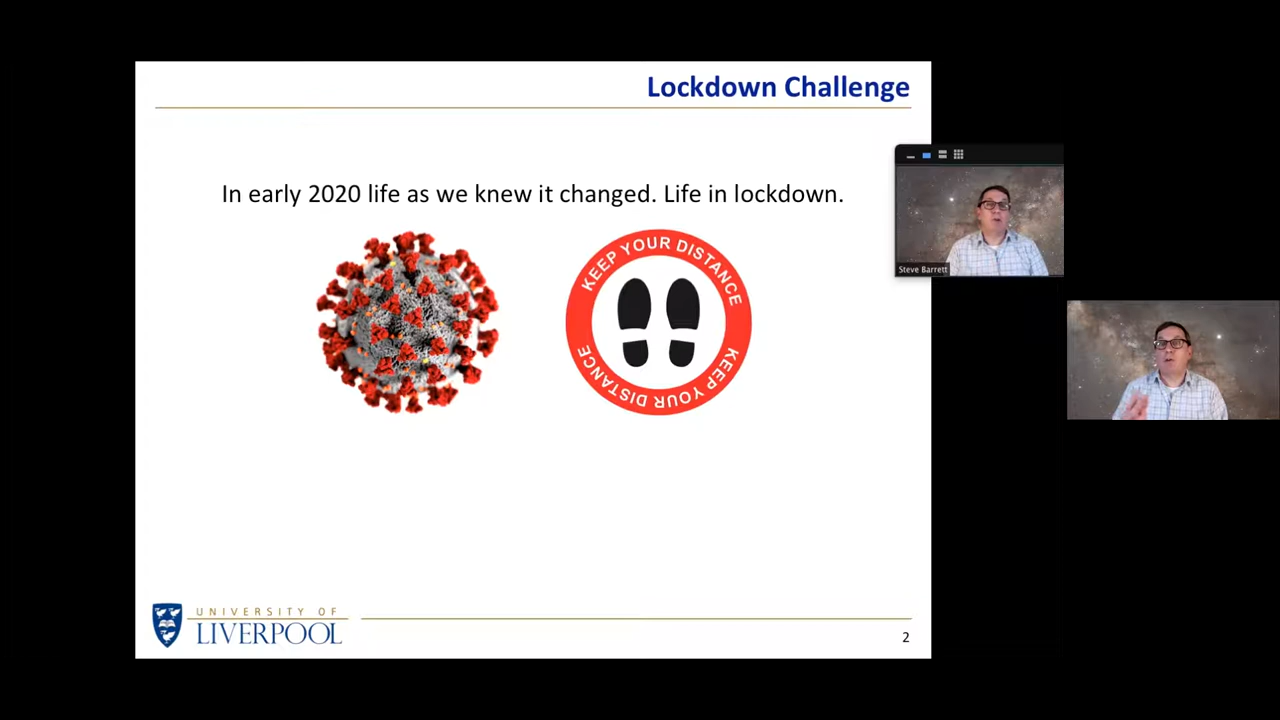 Lockdown Challenge
In early 2020 life as we knew it changed. Life in lockdown.
KEEP YOUR DISTANCE
KEEP YOUR DISTANCE
Steve Barrett
UNIVERSITY OF
LIVERPOOL
2